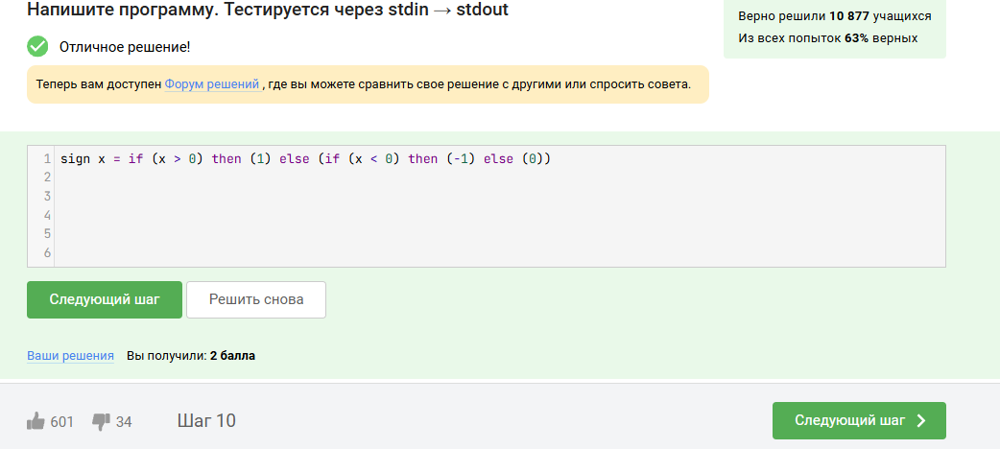 Напишите программу. Тестируется через stdin → stdout
Верно решили 10 877 учащихся
Из всех попыток 63% верных
Отличное решение!
Теперь вам доступен Форум решений , где вы можете сравнить свое решение с другими или спросить совета.
1 sign x = if (x > 0) then (1) else (if (x < 0) then (-1) else (0))
2
3
4
5
6
Следующий шаг Решить снова
Ваши решения Вы получили: 2 балла
601 34 Шаг 10 Следующий шаг